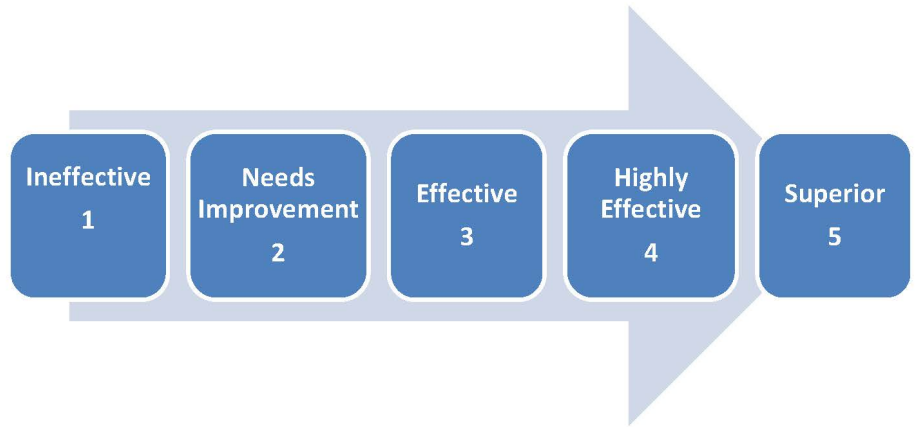 Ineffective
1
Needs
Improvement
2
Effective
3
Highly
Effective
4
Superior
5